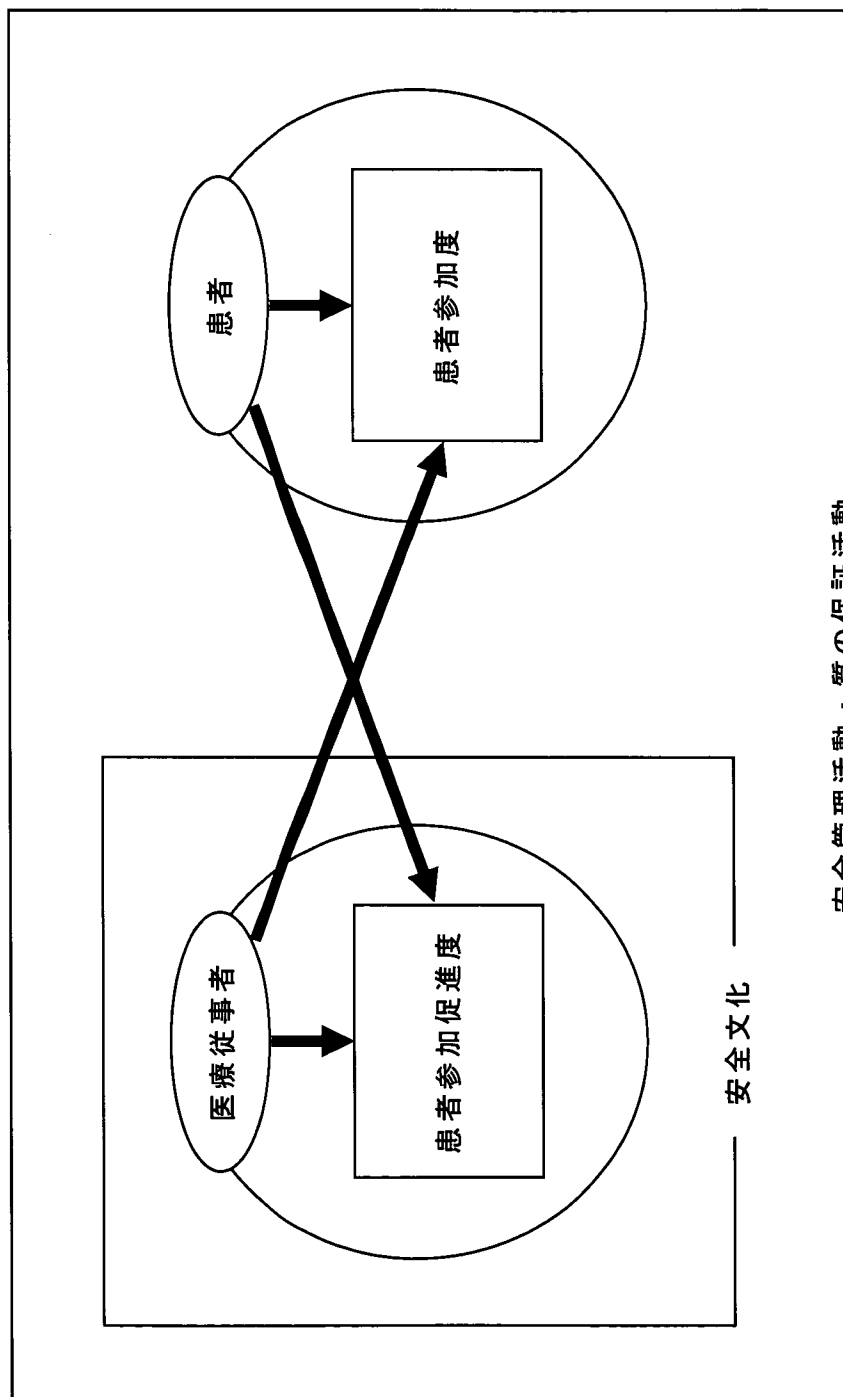 医療従事者
患者
患者参加促進度
患者参加度
安全文化
安全管理活動・質の保証活動